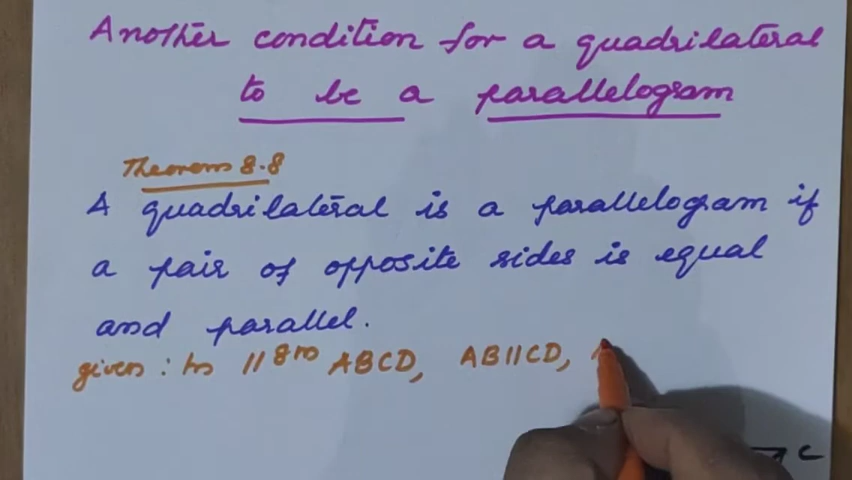 Another condition for a quadrilateral
to be a parallelogram
Theorem 8.8
A quadrilateral is a parallelogram if
a pair of opposite sides is equal
and parallel.
given: In ||gm ABCD, AB||CD,
C